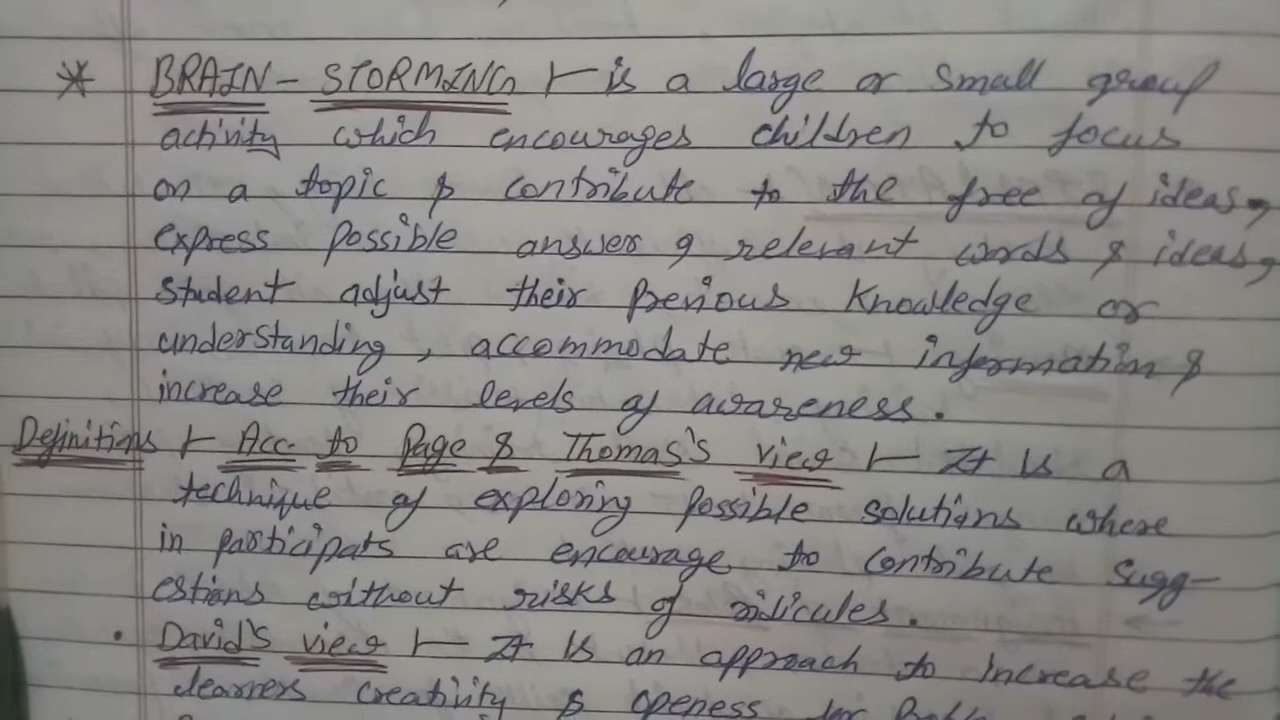 * BRAIN-STORMING :- is a large or small group
activity which encourages children to focus
on a topic & contribute to the free of ideas,
express possible answer & relevant words & ideas,
Student adjust their Previous Knowledge or
understanding, accommodate new information &
increase their levels of awareness.
Definitions :- Acc. to Page & Thomas's view :- It is a
technique of exploring possible solutions where
in participats are encourage to contribute sugg-
estions without risks of ridicules.
• David's view :- It is an approach to increase the
learners creativity & openess for